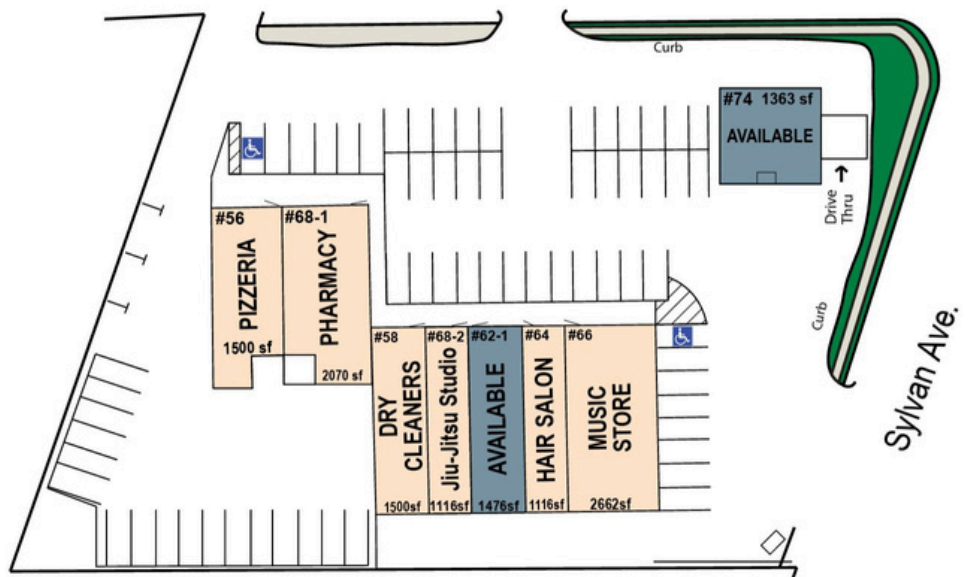 Curb
#74 1363 sf
AVAILABLE
Drive
Thru
#56
PIZZERIA
1500 sf
#68-1
PHARMACY
2070 sf
#58
DRY
CLEANERS
1500sf
#68-2
Jiu-Jitsu Studio
1116sf
#62-1
AVAILABLE
1476sf
#64
HAIR SALON
1116sf
#66
MUSIC
STORE
2662sf
Curb
Sylvan Ave.